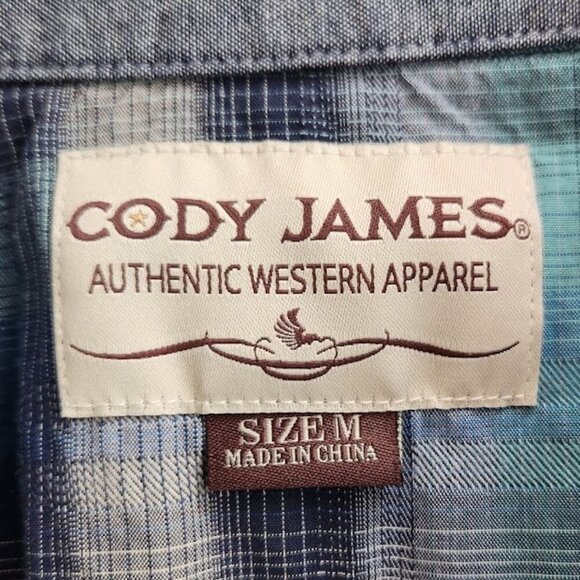 CODY JAMES®
AUTHENTIC WESTERN APPAREL
SIZE M
MADE IN CHINA